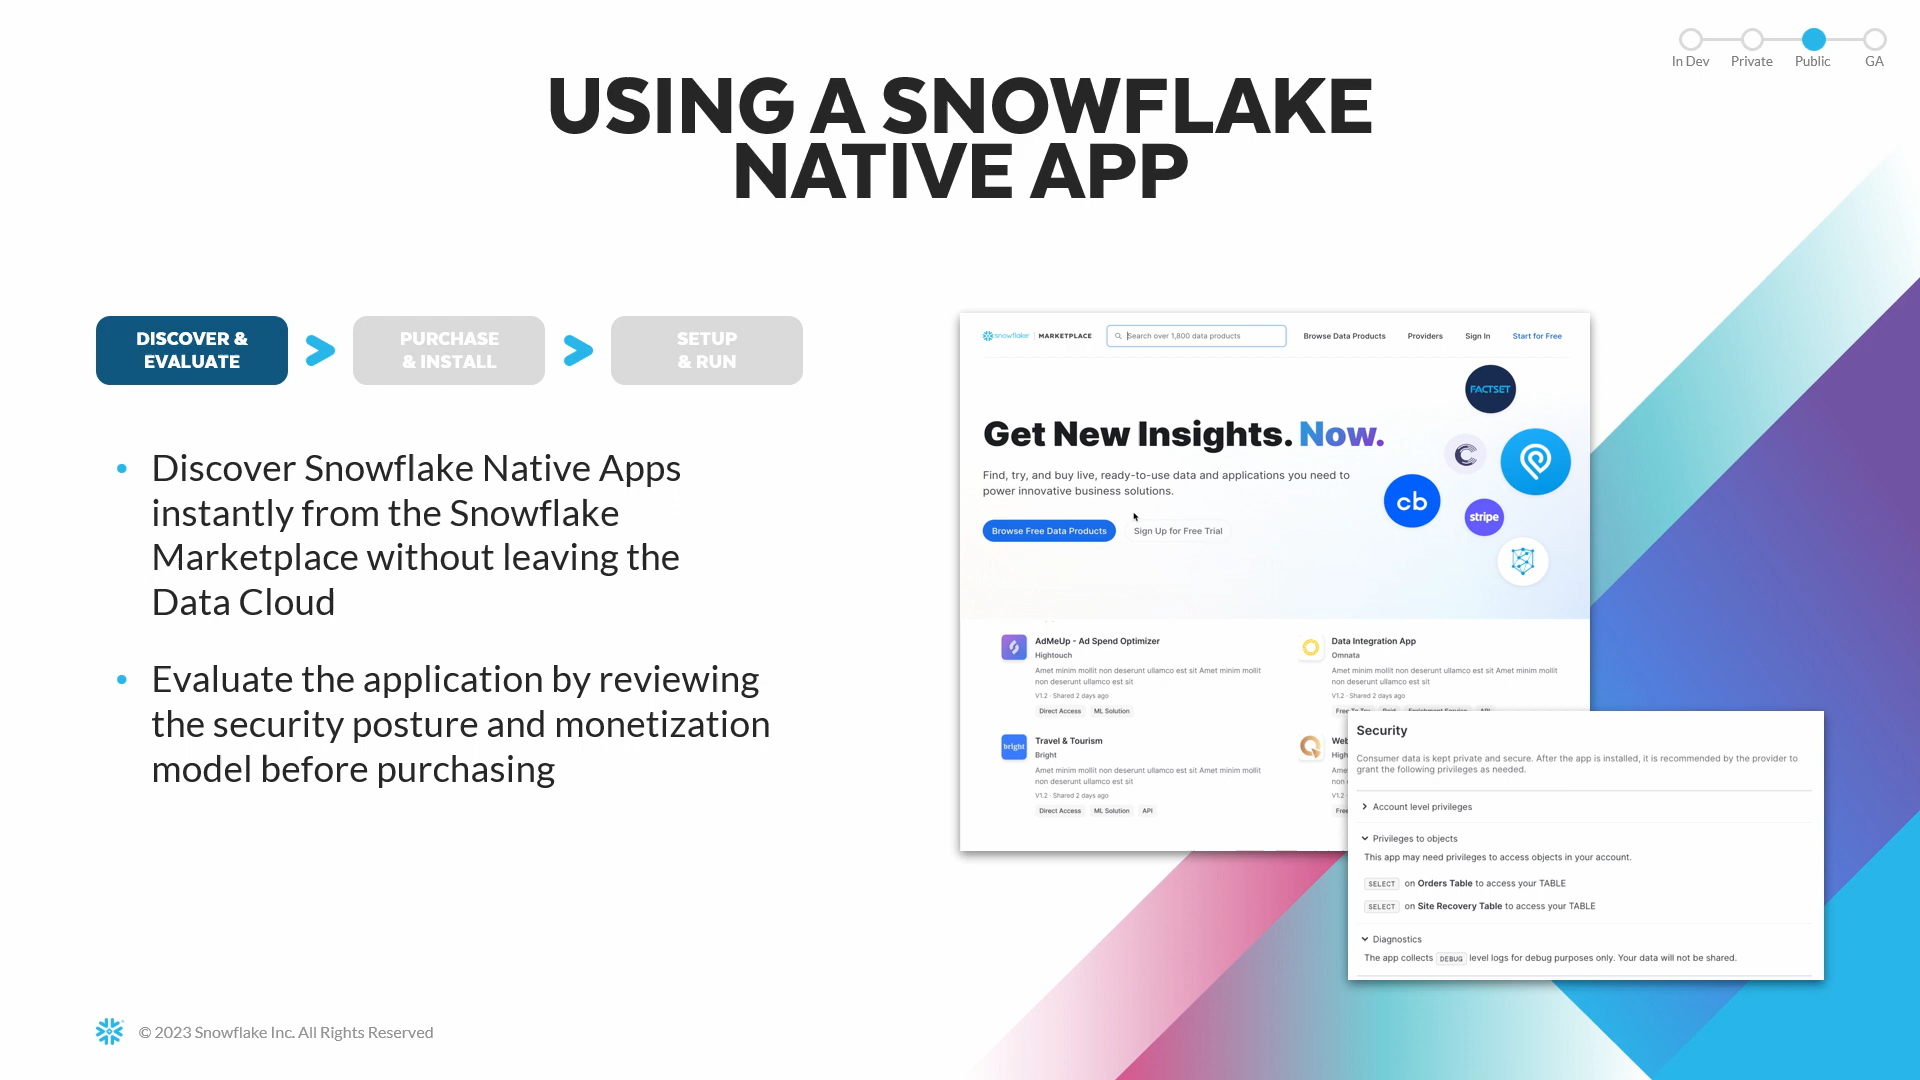 In Dev Private Public GA
USING A SNOWFLAKE
NATIVE APP
DISCOVER &
EVALUATE
PURCHASE
& INSTALL
SETUP
& RUN
Discover Snowflake Native Apps
instantly from the Snowflake
Marketplace without leaving the
Data Cloud
Evaluate the application by reviewing
the security posture and monetization
model before purchasing
snowflake MARKETPLACE Search over 1,800 data products Browse Data Products Providers Sign In Start for Free
FACTSET
Get New Insights. Now.
Find, try, and buy live, ready-to-use data and applications you need to
power innovative business solutions.
cb
stripe
Browse Free Data Products Sign Up for Free Trial
AdMeUp - Ad Spend Optimizer
Hightouch
Amet minim mollit non deserunt ullamco est sit Amet minim mollit
non deserunt ullamco est sit
V1.2 · Shared 2 days ago
Direct Access ML Solution
Data Integration App
Omnata
Amet minim mollit non deserunt ullamco est sit Amet minim mollit
non deserunt ullamco est sit
V1.2 · Shared 2 days ago
bright
Travel & Tourism
Bright
Amet minim mollit non deserunt ullamco est sit Amet minim mollit
non deserunt ullamco est sit
V1.2 · Shared 2 days ago
Direct Access ML Solution API
Web
High
Amet
non d
V1.2 ·
Free
Security
Consumer data is kept private and secure. After the app is installed, it is recommended by the provider to
grant the following privileges as needed.
Account level privileges
Privileges to objects
This app may need privileges to access objects in your account.
SELECT on Orders Table to access your TABLE
SELECT on Site Recovery Table to access your TABLE
Diagnostics
The app collects DEBUG level logs for debug purposes only. Your data will not be shared.
© 2023 Snowflake Inc. All Rights Reserved